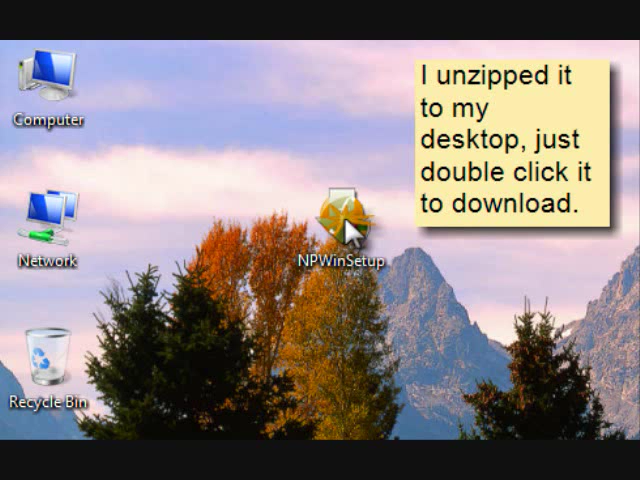 Computer
I unzipped it
to my
desktop, just
double click it
to download.
Network
NPWinSetup
Recycle Bin